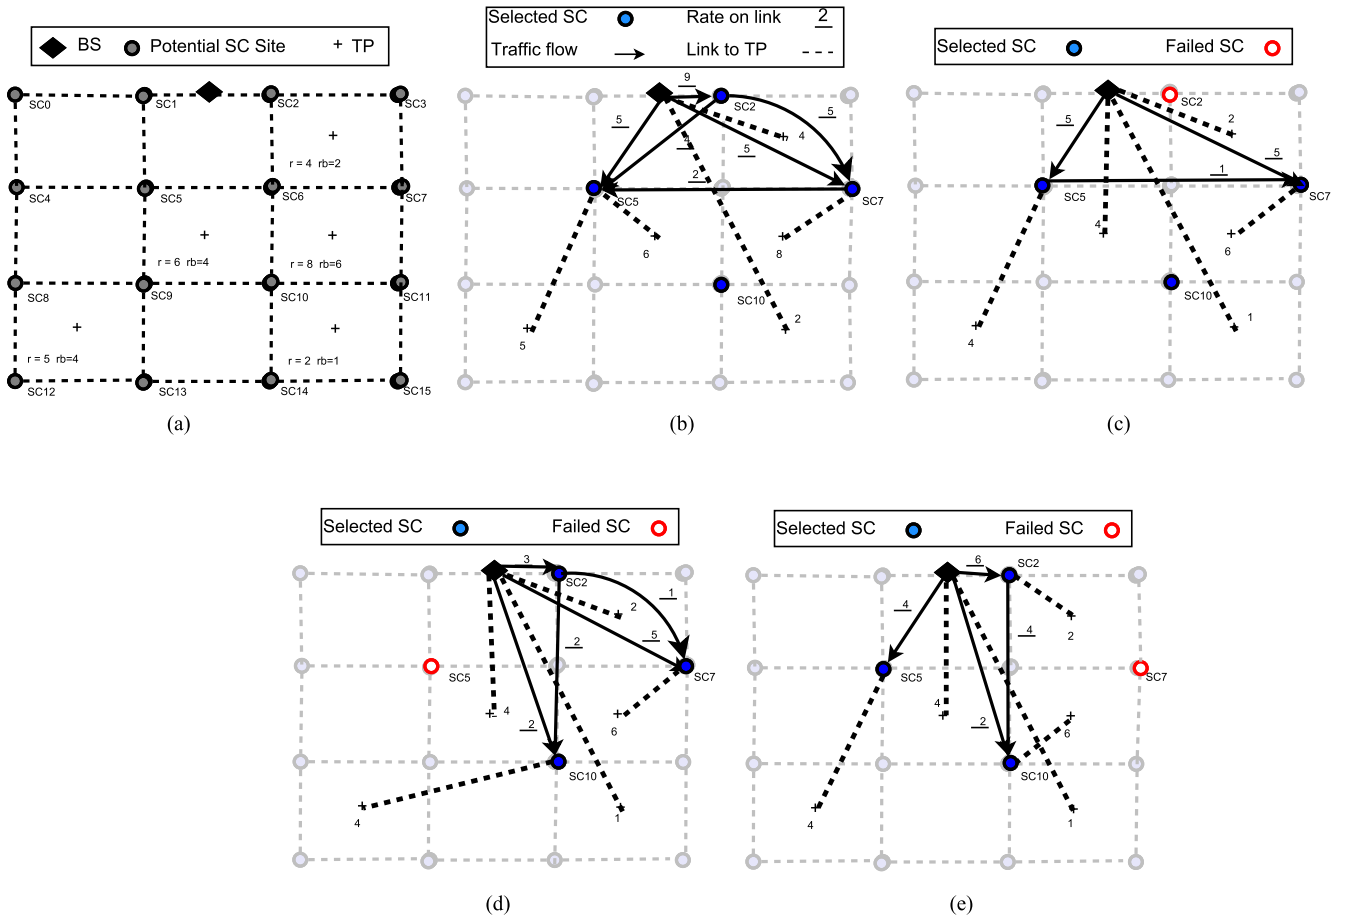 BS Potential SC Site TP
SC0 SC1 SC2 SC3
r = 4 rb=2
SC4 SC5 SC6 SC7
r = 6 rb=4 r = 8 rb=6
SC8 SC9 SC10 SC11
r = 5 rb=4 r = 2 rb=1
SC12 SC13 SC14 SC15
(a)
Selected SC Rate on link 2
Traffic flow Link to TP
9
SC2
5 5
4 5 4
2
SC5 SC7
6 8
SC10
2
5
(b)
Selected SC Failed SC
SC2
5 2
5
1
SC5 SC7
4 6
SC10
1
4
(c)
Selected SC Failed SC
3
SC2
1
2
2 5
SC5 SC7
4
2 6
SC10
4 1
(d)
Selected SC Failed SC
6 SC2
4
4 2
SC5 SC7
4 2 6
SC10
4 1
(e)